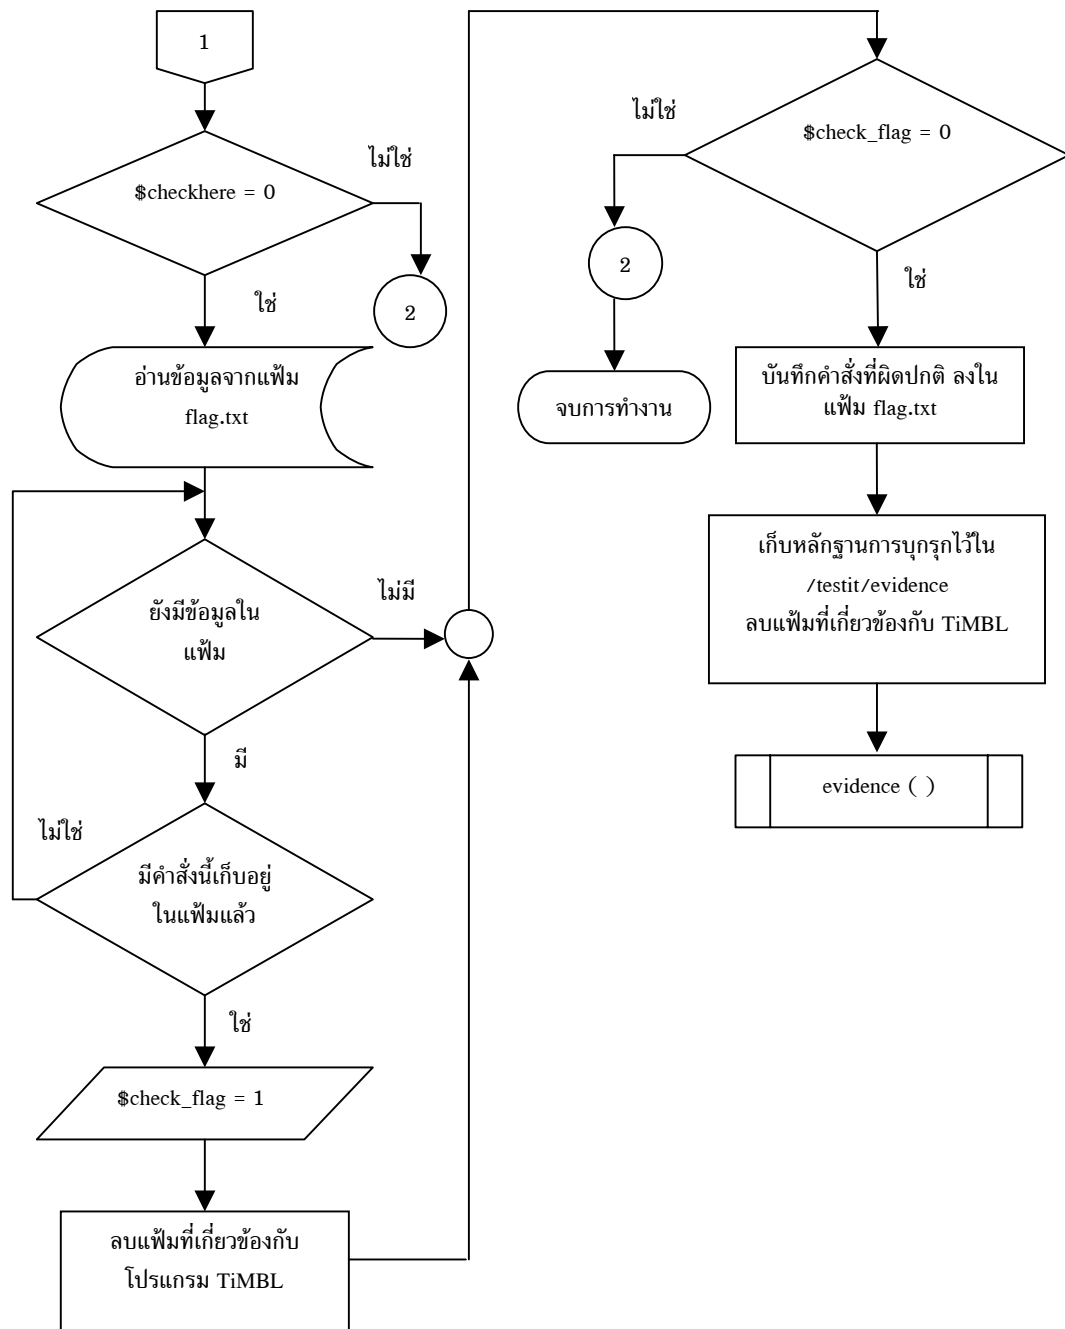 1
$checkhere = 0
ไม่ใช่
2
ใช่
อ่านข้อมูลจากแฟ้ม
flag.txt
ยังมีข้อมูลใน
แฟ้ม
ไม่มี
มี
ไม่ใช่
มีคำสั่งนี้เก็บอยู่
ในแฟ้มแล้ว
ใช่
$check_flag = 1
ลบแฟ้มที่เกี่ยวข้องกับ
โปรแกรม TiMBL
$check_flag = 0
ไม่ใช่
2
จบการทำงาน
ใช่
บันทึกคำสั่งที่ผิดปกติ ลงใน
แฟ้ม flag.txt
เก็บหลักฐานการบุกรุกไว้ใน
/testit/evidence
ลบแฟ้มที่เกี่ยวข้องกับ TiMBL
evidence ( )